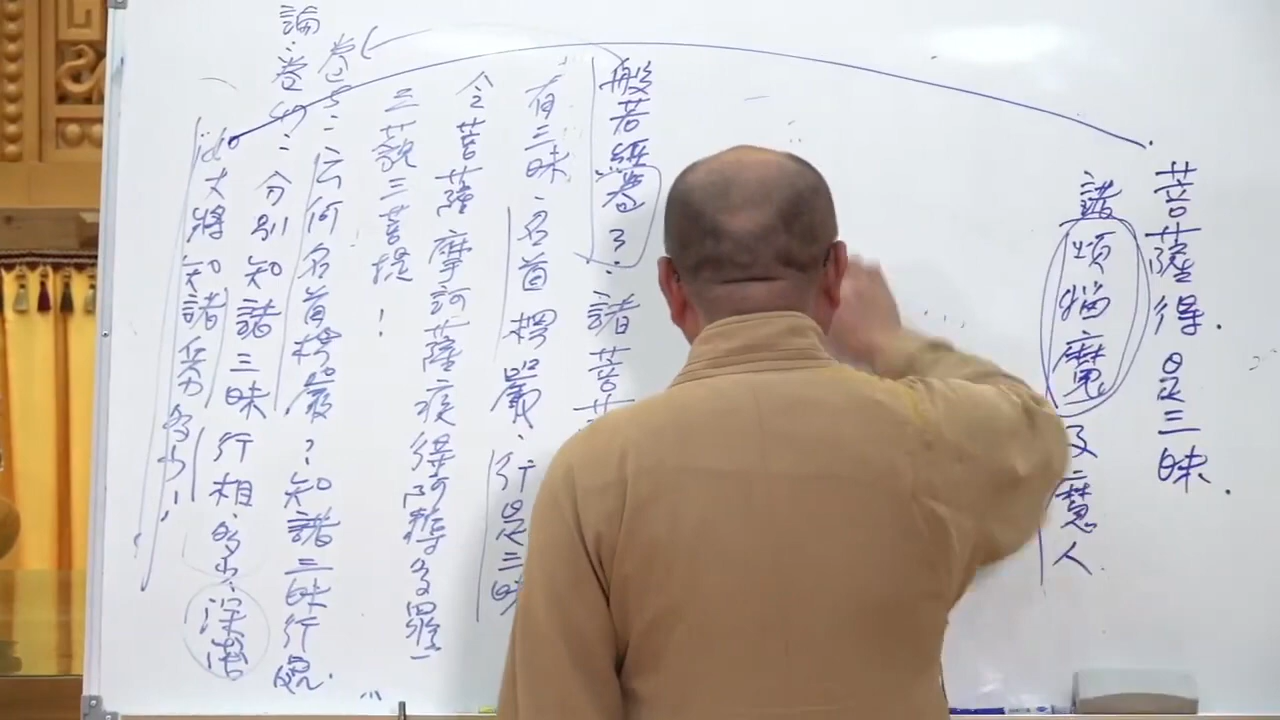 菩薩得是三昧.
諸煩惱魔及魔人
般若經卷3:諸菩
有三昧,名首楞嚴,行是三昧
令菩薩摩訶薩疾得阿耨多羅
三藐三菩提!
云何名首楞嚴?知諸三昧行處.
分別知諸三昧行相多少,深淺
大將知諸兵力多少!